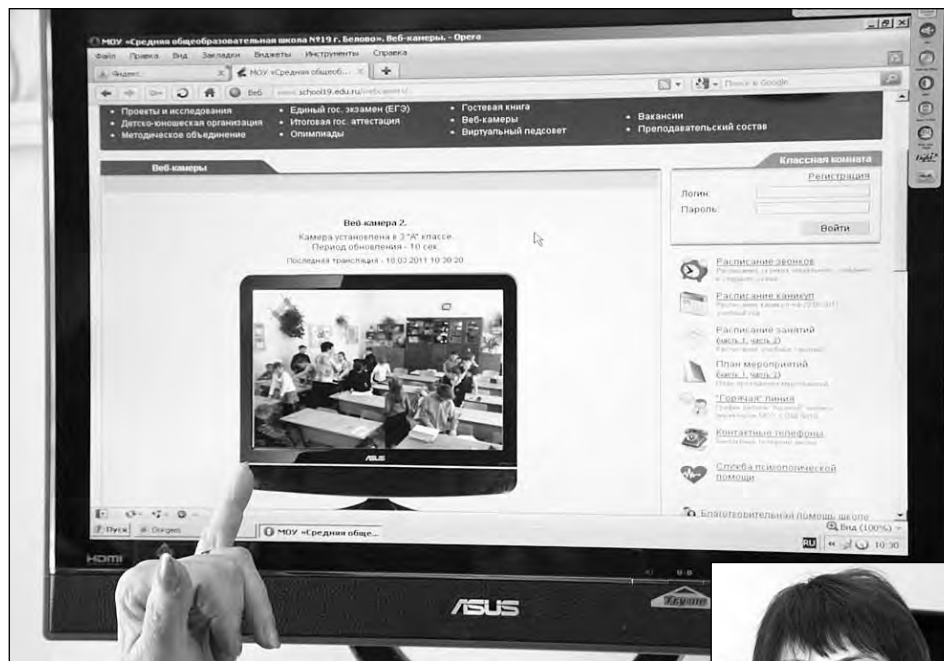 МОУ «Средняя общеобразовательная школа №19 г. Белово». Веб-камеры. - Opera
Файл Правка Вид Закладки Виджеты Инструменты Справка
Яндекс
МОУ «Средняя общеоб...
Веб school19.edu.ru
Поиск в Google
• Проекты и исследования
• Детско-юношеская организация
• Методическое объединение
• Единый гос. экзамен (ЕГЭ)
• Итоговая гос. аттестация
• Олимпиады
• Гостевая книга
• Веб-камеры
• Виртуальный педсовет
• Вакансии
• Преподавательский состав
Веб-камеры
Веб-камера 2.
Камера установлена в 3 "А" классе.
Период обновления - 10 сек.
Последняя трансляция - 10.03.2011 10:30:20
ASUS
Классная комната
Регистрация
Логин:
Пароль:
Войти
Расписание звонков
Расписание каникул
Расписание занятий
(часть 1, часть 2)
План мероприятий
(часть 1, часть 2)
"Горячая" линия
Контактные телефоны
Служба психологической
помощи
Благотворительная помощь школе
Вид (100%)
Пуск
МОУ «Средняя обще...
RU
10:30
HDMI
ASUS